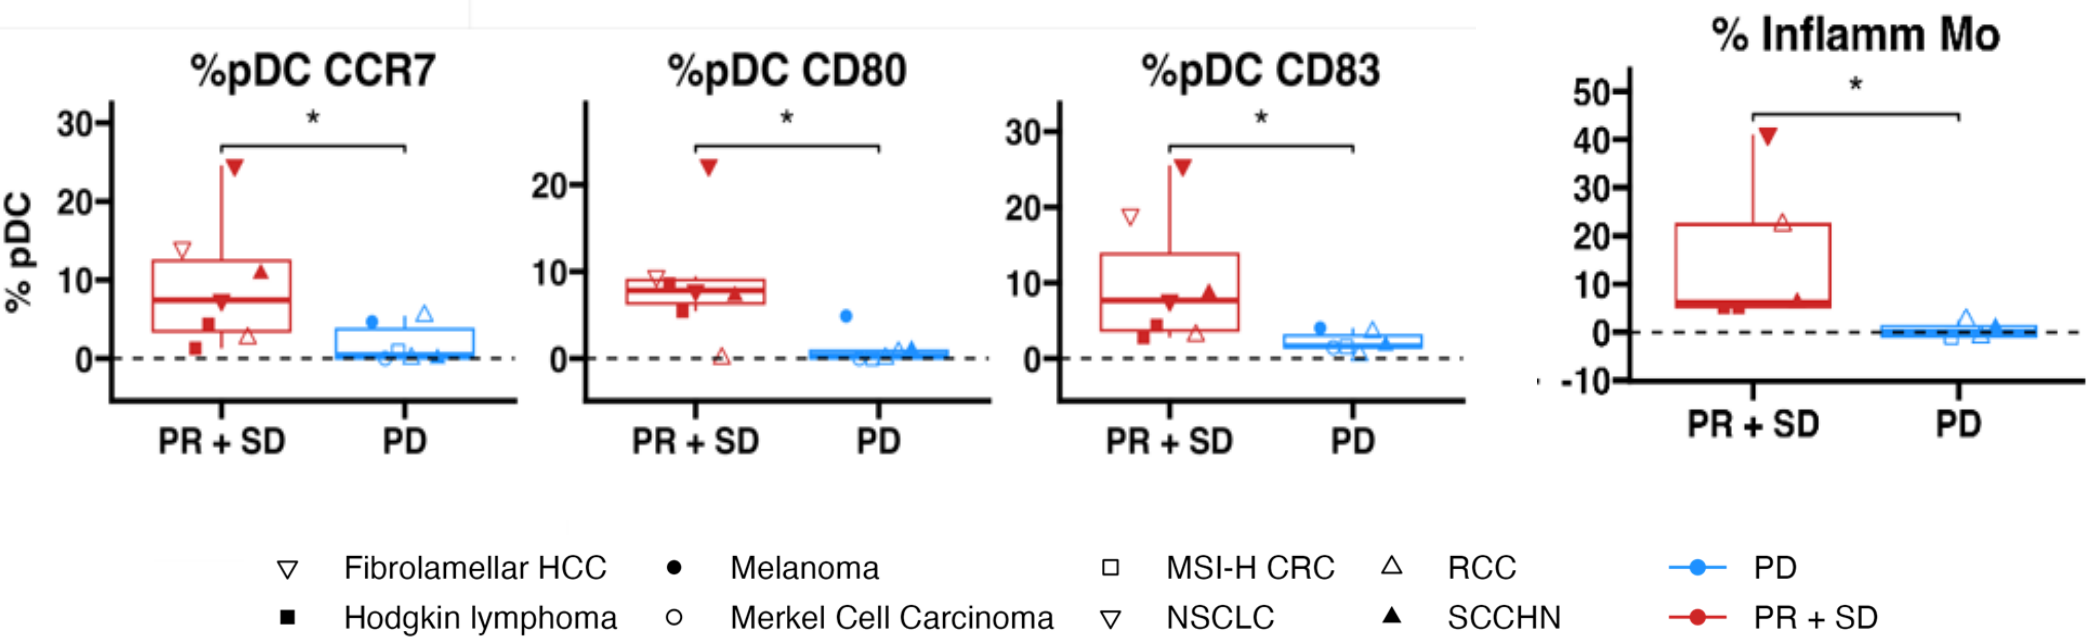 %pDC CCR7
%pDC CD80
%pDC CD83
% Inflamm Mo
% pDC
30
20
10
0
*
PR + SD
PD
20
10
0
*
PR + SD
PD
30
20
10
0
*
PR + SD
PD
50
40
30
20
10
0
-10
*
PR + SD
PD
Fibrolamellar HCC
Melanoma
MSI-H CRC
RCC
PD
Hodgkin lymphoma
Merkel Cell Carcinoma
NSCLC
SCCHN
PR + SD